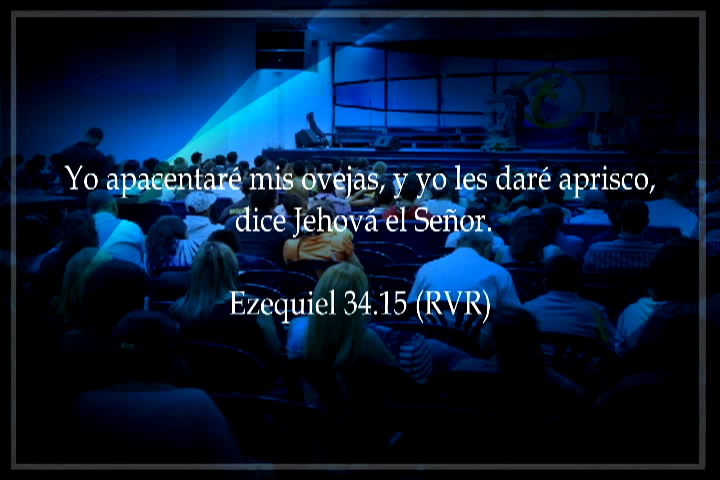 Yo apacentaré mis ovejas, y yo les daré aprisco,
dice Jehová el Señor.
Ezequiel 34.15 (RVR)